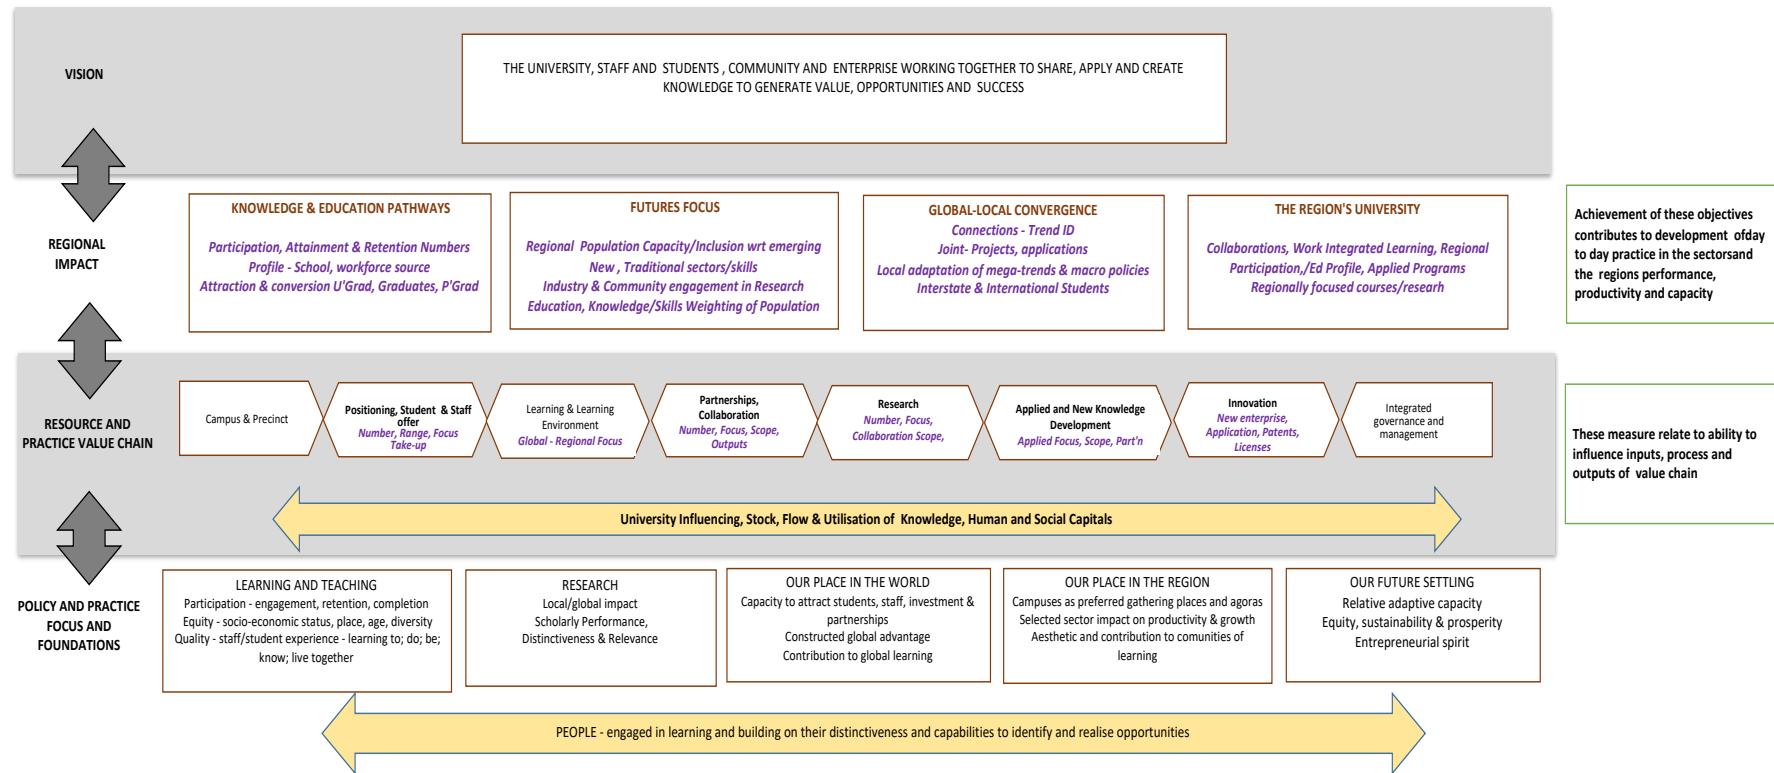 VISION
THE UNIVERSITY, STAFF AND STUDENTS , COMMUNITY AND ENTERPRISE WORKING TOGETHER TO SHARE, APPLY AND CREATE
KNOWLEDGE TO GENERATE VALUE, OPPORTUNITIES AND SUCCESS
REGIONAL
IMPACT
KNOWLEDGE & EDUCATION PATHWAYS
Participation, Attainment & Retention Numbers
Profile - School, workforce source
Attraction & conversion U'Grad, Graduates, P'Grad
FUTURES FOCUS
Regional Population Capacity/Inclusion wrt emerging
New , Traditional sectors/skills
Industry & Community engagement in Research
Education, Knowledge/Skills Weighting of Population
GLOBAL-LOCAL CONVERGENCE
Connections - Trend ID
Joint- Projects, applications
Local adaptation of mega-trends & macro policies
Interstate & International Students
THE REGION'S UNIVERSITY
Collaborations, Work Integrated Learning, Regional
Participation,/Ed Profile, Applied Programs
Regionally focused courses/researh
Achievement of these objectives
contributes to development ofday
to day practice in the sectorsand
the regions performance,
productivity and capacity
RESOURCE AND
PRACTICE VALUE CHAIN
Campus & Precinct
Positioning, Student & Staff
offer
Number, Range, Focus
Take-up
Learning & Learning
Environment
Global - Regional Focus
Partnerships,
Collaboration
Number, Focus, Scope,
Outputs
Research
Number, Focus,
Collaboration Scope,
Applied and New Knowledge
Development
Applied Focus, Scope, Part'n
Innovation
New enterprise,
Application, Patents,
Licenses
Integrated
governance and
management
These measure relate to ability to
influence inputs, process and
outputs of value chain
University Influencing, Stock, Flow & Utilisation of Knowledge, Human and Social Capitals
POLICY AND PRACTICE
FOCUS AND
FOUNDATIONS
LEARNING AND TEACHING
Participation - engagement, retention, completion
Equity - socio-economic status, place, age, diversity
Quality - staff/student experience - learning to; do; be;
know; live together
RESEARCH
Local/global impact
Scholarly Performance,
Distinctiveness & Relevance
OUR PLACE IN THE WORLD
Capacity to attract students, staff, investment &
partnerships
Constructed global advantage
Contribution to global learning
OUR PLACE IN THE REGION
Campuses as preferred gathering places and agoras
Selected sector impact on productivity & growth
Aesthetic and contribution to comunities of
learning
OUR FUTURE SETTLING
Relative adaptive capacity
Equity, sustainability & prosperity
Entrepreneurial spirit
PEOPLE - engaged in learning and building on their distinctiveness and capabilities to identify and realise opportunities